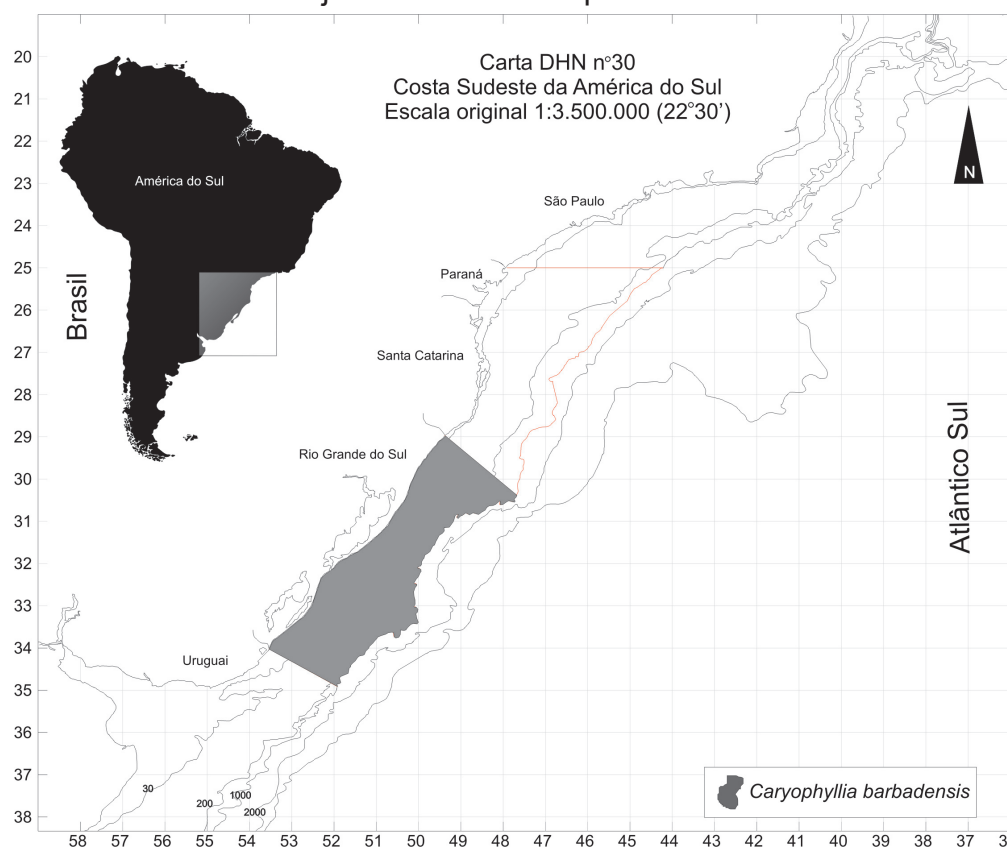 Carta DHN n°30
Costa Sudeste da América do Sul
Escala original 1:3.500.000 (22°30')
20
21
22
23
24
25
26
27
28
29
30
31
32
33
34
35
36
37
38
América do Sul
Brasil
N
São Paulo
Paraná
Santa Catarina
Rio Grande do Sul
Uruguai
Atlântico Sul
30
200
1000
2000
Caryophyllia barbadensis
58 57 56 55 54 53 52 51 50 49 48 47 46 45 44 43 42 41 40 39 38 37